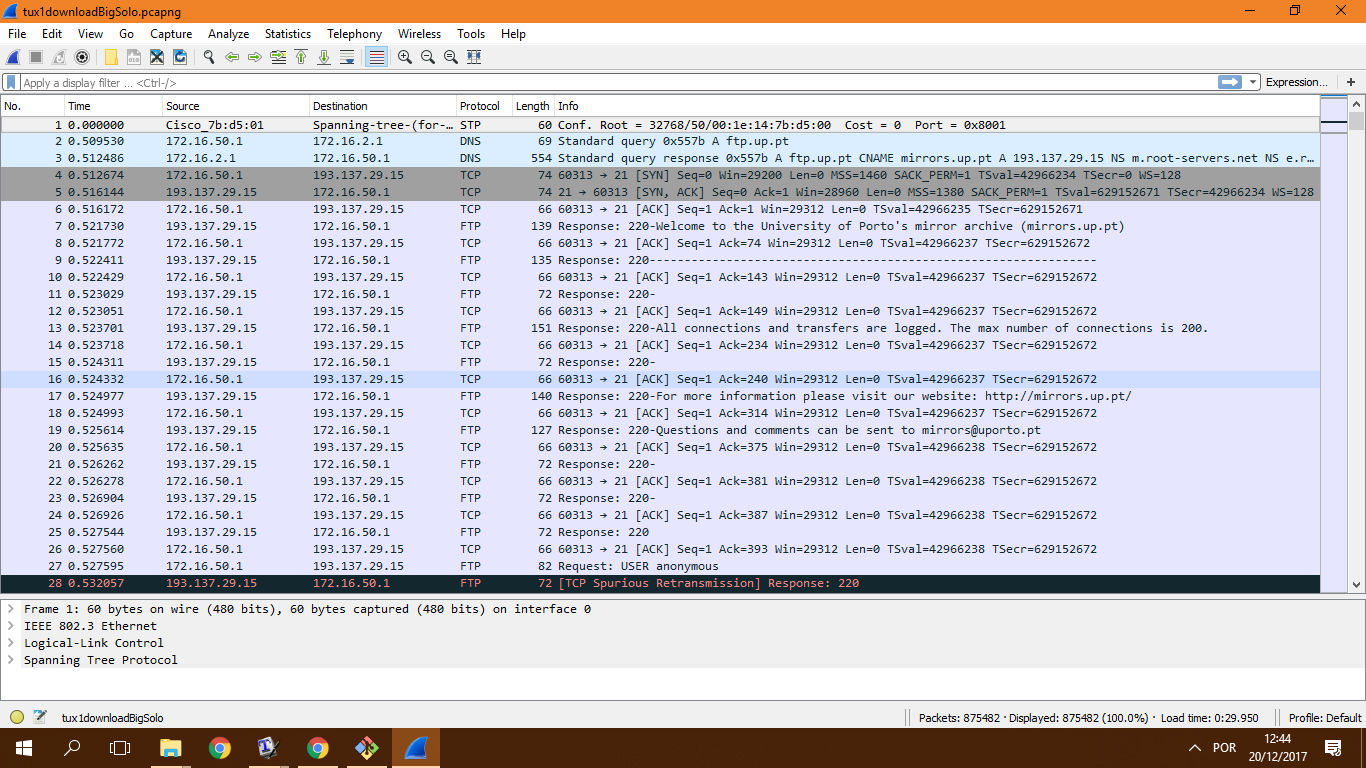 tux1downloadBigSolo.pcapng
File Edit View Go Capture Analyze Statistics Telephony Wireless Tools Help
Apply a display filter ... <Ctrl-/> Expression... +
No. Time Source Destination Protocol Length Info
1 0.000000 Cisco_7b:d5:01 Spanning-tree-(for-… STP 60 Conf. Root = 32768/50/00:1e:14:7b:d5:00 Cost = 0 Port = 0x8001
2 0.509530 172.16.50.1 172.16.2.1 DNS 69 Standard query 0x557b A ftp.up.pt
3 0.512486 172.16.2.1 172.16.50.1 DNS 554 Standard query response 0x557b A ftp.up.pt CNAME mirrors.up.pt A 193.137.29.15 NS m.root-servers.net NS e.r…
4 0.512674 172.16.50.1 193.137.29.15 TCP 74 60313 → 21 [SYN] Seq=0 Win=29200 Len=0 MSS=1460 SACK_PERM=1 TSval=42966234 TSecr=0 WS=128
5 0.516144 193.137.29.15 172.16.50.1 TCP 74 21 → 60313 [SYN, ACK] Seq=0 Ack=1 Win=28960 Len=0 MSS=1380 SACK_PERM=1 TSval=629152671 TSecr=42966234 WS=128
6 0.516172 172.16.50.1 193.137.29.15 TCP 66 60313 → 21 [ACK] Seq=1 Ack=1 Win=29312 Len=0 TSval=42966235 TSecr=629152671
7 0.521730 193.137.29.15 172.16.50.1 FTP 139 Response: 220-Welcome to the University of Porto's mirror archive (mirrors.up.pt)
8 0.521772 172.16.50.1 193.137.29.15 TCP 66 60313 → 21 [ACK] Seq=1 Ack=74 Win=29312 Len=0 TSval=42966237 TSecr=629152672
9 0.522411 193.137.29.15 172.16.50.1 FTP 135 Response: 220------------------------------------------------------------------
10 0.522429 172.16.50.1 193.137.29.15 TCP 66 60313 → 21 [ACK] Seq=1 Ack=143 Win=29312 Len=0 TSval=42966237 TSecr=629152672
11 0.523029 193.137.29.15 172.16.50.1 FTP 72 Response: 220-
12 0.523051 172.16.50.1 193.137.29.15 TCP 66 60313 → 21 [ACK] Seq=1 Ack=149 Win=29312 Len=0 TSval=42966237 TSecr=629152672
13 0.523701 193.137.29.15 172.16.50.1 FTP 151 Response: 220-All connections and transfers are logged. The max number of connections is 200.
14 0.523718 172.16.50.1 193.137.29.15 TCP 66 60313 → 21 [ACK] Seq=1 Ack=234 Win=29312 Len=0 TSval=42966237 TSecr=629152672
15 0.524311 193.137.29.15 172.16.50.1 FTP 72 Response: 220-
16 0.524332 172.16.50.1 193.137.29.15 TCP 66 60313 → 21 [ACK] Seq=1 Ack=240 Win=29312 Len=0 TSval=42966237 TSecr=629152672
17 0.524977 193.137.29.15 172.16.50.1 FTP 140 Response: 220-For more information please visit our website: http://mirrors.up.pt/
18 0.524993 172.16.50.1 193.137.29.15 TCP 66 60313 → 21 [ACK] Seq=1 Ack=314 Win=29312 Len=0 TSval=42966237 TSecr=629152672
19 0.525614 193.137.29.15 172.16.50.1 FTP 127 Response: 220-Questions and comments can be sent to mirrors@uporto.pt
20 0.525635 172.16.50.1 193.137.29.15 TCP 66 60313 → 21 [ACK] Seq=1 Ack=375 Win=29312 Len=0 TSval=42966238 TSecr=629152672
21 0.526262 193.137.29.15 172.16.50.1 FTP 72 Response: 220-
22 0.526278 172.16.50.1 193.137.29.15 TCP 66 60313 → 21 [ACK] Seq=1 Ack=381 Win=29312 Len=0 TSval=42966238 TSecr=629152672
23 0.526904 193.137.29.15 172.16.50.1 FTP 72 Response: 220-
24 0.526926 172.16.50.1 193.137.29.15 TCP 66 60313 → 21 [ACK] Seq=1 Ack=387 Win=29312 Len=0 TSval=42966238 TSecr=629152672
25 0.527544 193.137.29.15 172.16.50.1 FTP 72 Response: 220
26 0.527560 172.16.50.1 193.137.29.15 TCP 66 60313 → 21 [ACK] Seq=1 Ack=393 Win=29312 Len=0 TSval=42966238 TSecr=629152672
27 0.527595 172.16.50.1 193.137.29.15 FTP 82 Request: USER anonymous
28 0.532057 193.137.29.15 172.16.50.1 FTP 72 [TCP Spurious Retransmission] Response: 220
Frame 1: 60 bytes on wire (480 bits), 60 bytes captured (480 bits) on interface 0
IEEE 802.3 Ethernet
Logical-Link Control
Spanning Tree Protocol
tux1downloadBigSolo Packets: 875482 · Displayed: 875482 (100.0%) · Load time: 0:29.950 Profile: Default
POR 12:44
20/12/2017